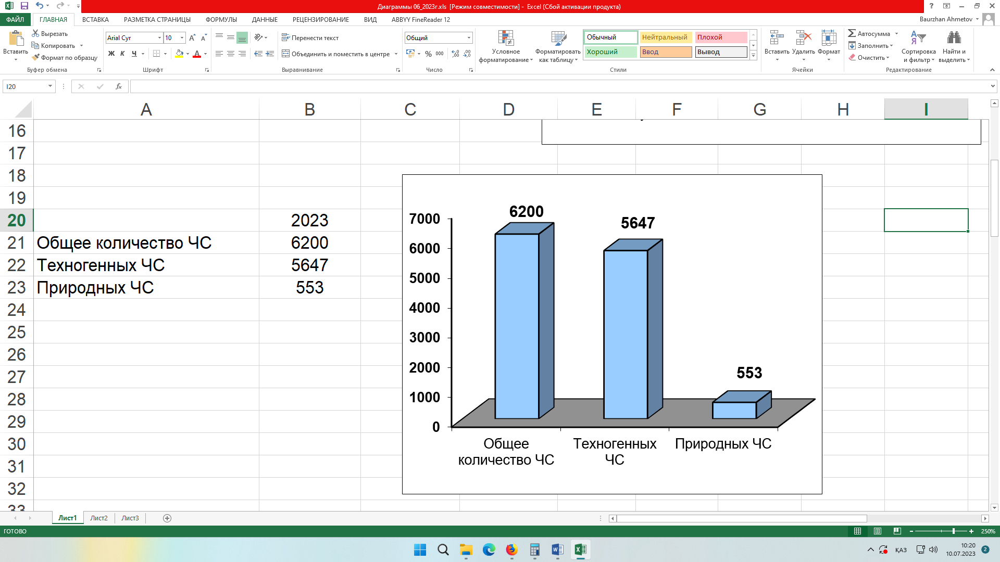 Диаграммы 06_2023г.xls [Режим совместимости] - Excel (Сбой активации продукта)
ФАЙЛ ГЛАВНАЯ ВСТАВКА РАЗМЕТКА СТРАНИЦЫ ФОРМУЛЫ ДАННЫЕ РЕЦЕНЗИРОВАНИЕ ВИД ABBYY FineReader 12 Baurzhan Ahmetov
Вставить
Вырезать
Копировать
Формат по образцу
Буфер обмена
Arial Cyr 10
Ж К Ч
Шрифт
Перенести текст
Объединить и поместить в центре
Выравнивание
Общий
% 000
Число
Условное форматирование
Форматировать как таблицу
Обычный Нейтральный Плохой
Хороший Ввод Вывод
Стили
Вставить Удалить Формат
Ячейки
Автосумма
Заполнить
Очистить
Сортировка и фильтр
Найти и выделить
Редактирование
I20
A B C D E F G H I
16
17
18
19
20 2023
21 Общее количество ЧС 6200
22 Техногенных ЧС 5647
23 Природных ЧС 553
24
25
26
27
28
29
30
31
32
33
6200
5647
553
7000
6000
5000
4000
3000
2000
1000
0
Общее
количество ЧС
Техногенных
ЧС
Природных ЧС
Лист1 Лист2 Лист3
ГОТОВО
250%
ҚАЗ
10:20
10.07.2023
2